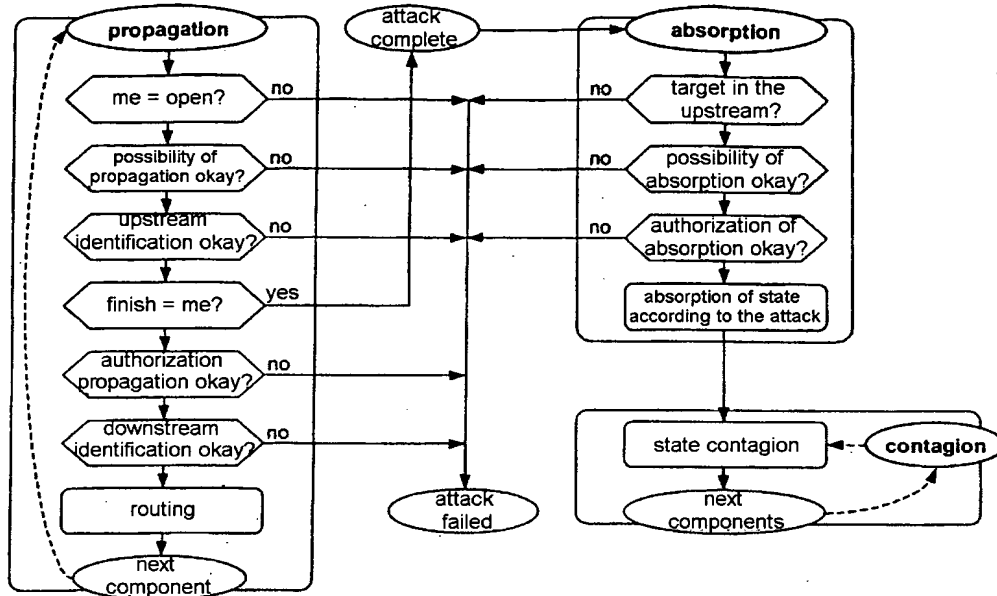 propagation
me = open?
no
possibility of
propagation okay?
no
upstream
identification okay?
no
finish = me?
yes
authorization
propagation okay?
no
downstream
identification okay?
no
routing
next
component
attack
complete
attack
failed
absorption
target in the
upstream?
no
possibility of
absorption okay?
no
authorization of
absorption okay?
no
absorption of state
according to the attack
state contagion
contagion
next
components